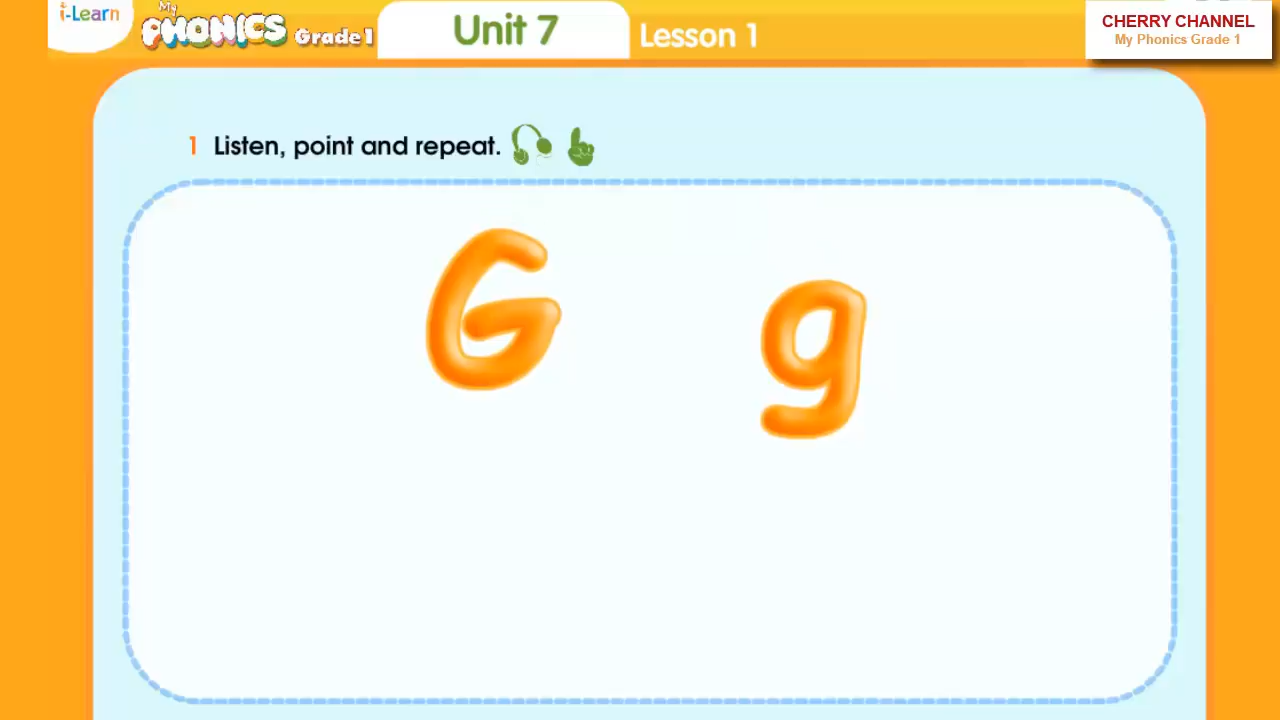 i-Learn
My
PHONICS Grade 1
Unit 7
Lesson 1
CHERRY CHANNEL
My Phonics Grade 1
1 Listen, point and repeat.
G g